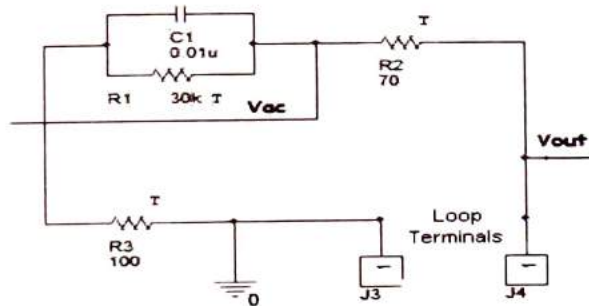 T
C1
0.01u
R1
30k T
R2
70
Vac
Vout
T
R3
100
Loop
Terminals
0
J3
J4